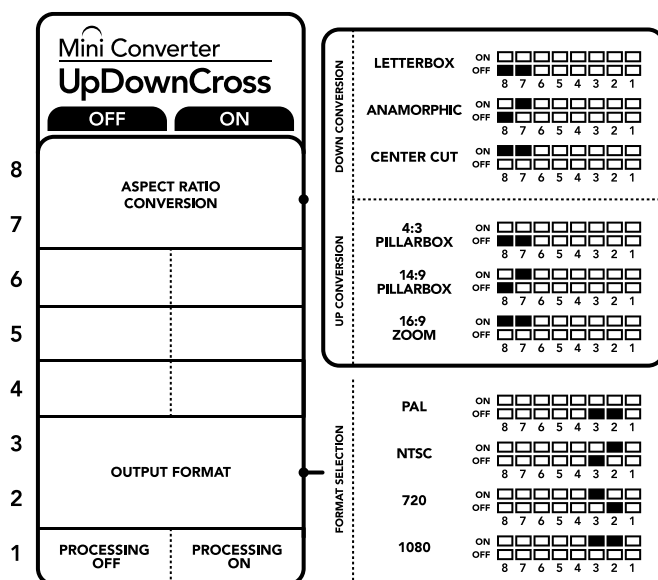 Mini Converter
UpDownCross
OFF ON
8
ASPECT RATIO
CONVERSION
7
6
5
4
3
OUTPUT FORMAT
2
1
PROCESSING
OFF
PROCESSING
ON
DOWN CONVERSION
LETTERBOX
ON
OFF
8 7 6 5 4 3 2 1
ANAMORPHIC
ON
OFF
8 7 6 5 4 3 2 1
CENTER CUT
ON
OFF
8 7 6 5 4 3 2 1
UP CONVERSION
4:3
PILLARBOX
ON
OFF
8 7 6 5 4 3 2 1
14:9
PILLARBOX
ON
OFF
8 7 6 5 4 3 2 1
16:9
ZOOM
ON
OFF
8 7 6 5 4 3 2 1
FORMAT SELECTION
PAL
ON
OFF
8 7 6 5 4 3 2 1
NTSC
ON
OFF
8 7 6 5 4 3 2 1
720
ON
OFF
8 7 6 5 4 3 2 1
1080
ON
OFF
8 7 6 5 4 3 2 1